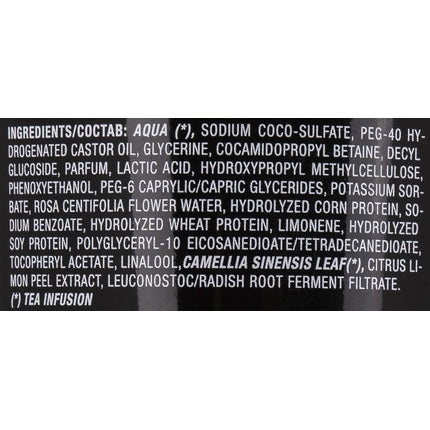 INGREDIENTS/СОСТАВ: AQUA (*), SODIUM COCO-SULFATE, PEG-40 HY-
DROGENATED CASTOR OIL, GLYCERINE, COCAMIDOPROPYL BETAINE, DECYL
GLUCOSIDE, PARFUM, LACTIC ACID, HYDROXYPROPYL METHYLCELLULOSE,
PHENOXYETHANOL, PEG-6 CAPRYLIC/CAPRIC GLYCERIDES, POTASSIUM SOR-
BATE, ROSA CENTIFOLIA FLOWER WATER, HYDROLYZED CORN PROTEIN, SO-
DIUM BENZOATE, HYDROLYZED WHEAT PROTEIN, LIMONENE, HYDROLYZED
SOY PROTEIN, POLYGLYCERYL-10 EICOSANEDIOATE/TETRADECANEDIOATE,
TOCOPHERYL ACETATE, LINALOOL, CAMELLIA SINENSIS LEAF(*), CITRUS LI-
MON PEEL EXTRACT, LEUCONOSTOC/RADISH ROOT FERMENT FILTRATE.
(*) TEA INFUSION